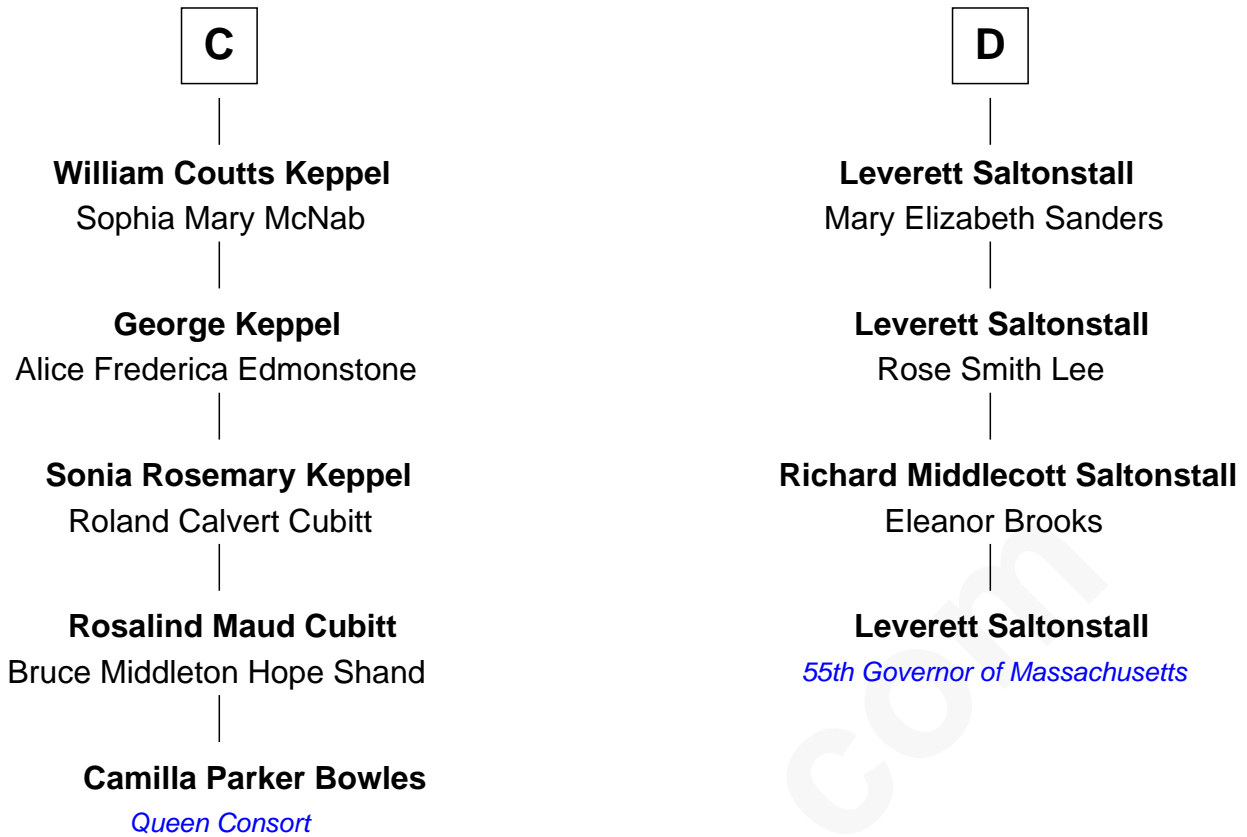 C
William Coutts Keppel
Sophia Mary McNab
George Keppel
Alice Frederica Edmonstone
Sonia Rosemary Keppel
Roland Calvert Cubitt
Rosalind Maud Cubitt
Bruce Middleton Hope Shand
Camilla Parker Bowles
Queen Consort
D
Leverett Saltonstall
Mary Elizabeth Sanders
Leverett Saltonstall
Rose Smith Lee
Richard Middlecott Saltonstall
Eleanor Brooks
Leverett Saltonstall
55th Governor of Massachusetts
com